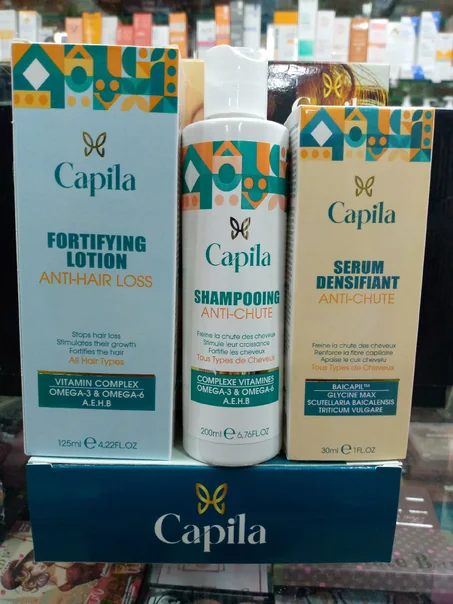 Capila
FORTIFYING
LOTION
ANTI-HAIR LOSS
Stops hair loss
Stimulates their growth
Fortifies the hair
All Hair Types
VITAMIN COMPLEX
OMEGA-3 & OMEGA-6
A.E.H.B
125ml e 4,22FL.OZ
Capila
SHAMPOOING
ANTI-CHUTE
Freine la chute des cheveux
Stimule leur croissance
Fortifie les cheveux
Tous Types de Cheveux
COMPLEXE VITAMINES
OMEGA-3 & OMEGA-6
A.E.H.B
200ml e 6,76FL.OZ
Capila
SERUM
DENSIFIANT
ANTI-CHUTE
Freine la chute des cheveux
Renforce la fibre capillaire
Apaise le cuir chevelu
Tous Types de Cheveux
BAICAPIL™
GLYCINE MAX
SCUTELLARIA BAICALENSIS
TRITICUM VULGARE
30ml e 1FL.OZ
Capila